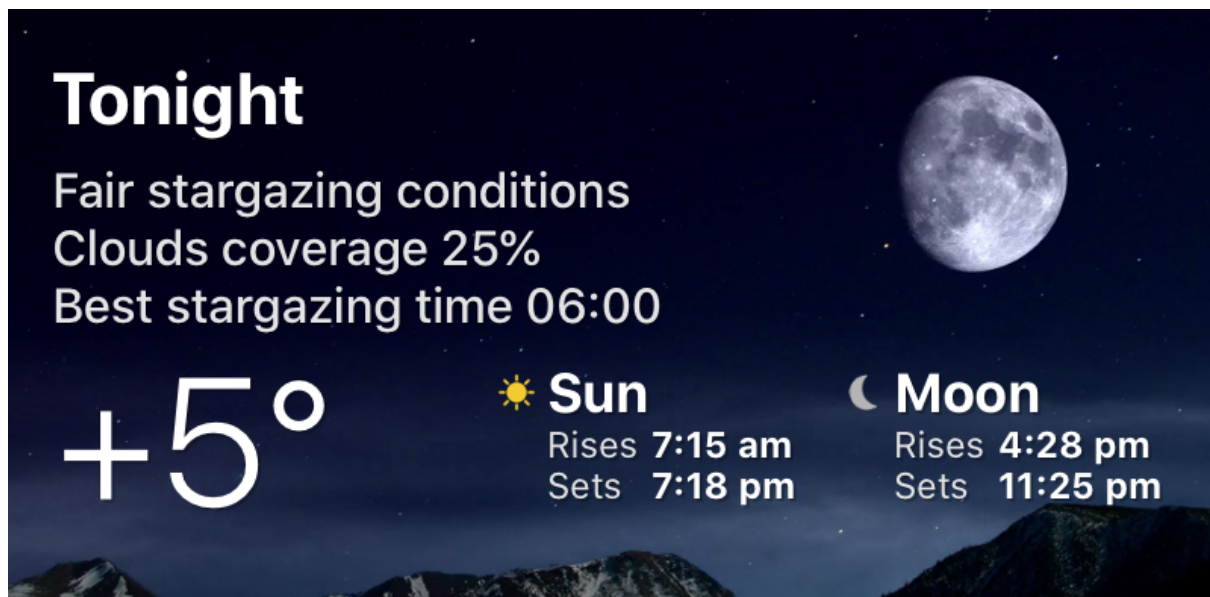 Tonight
Fair stargazing conditions
Clouds coverage 25%
Best stargazing time 06:00
+5°
Sun
Rises 7:15 am
Sets 7:18 pm
Moon
Rises 4:28 pm
Sets 11:25 pm